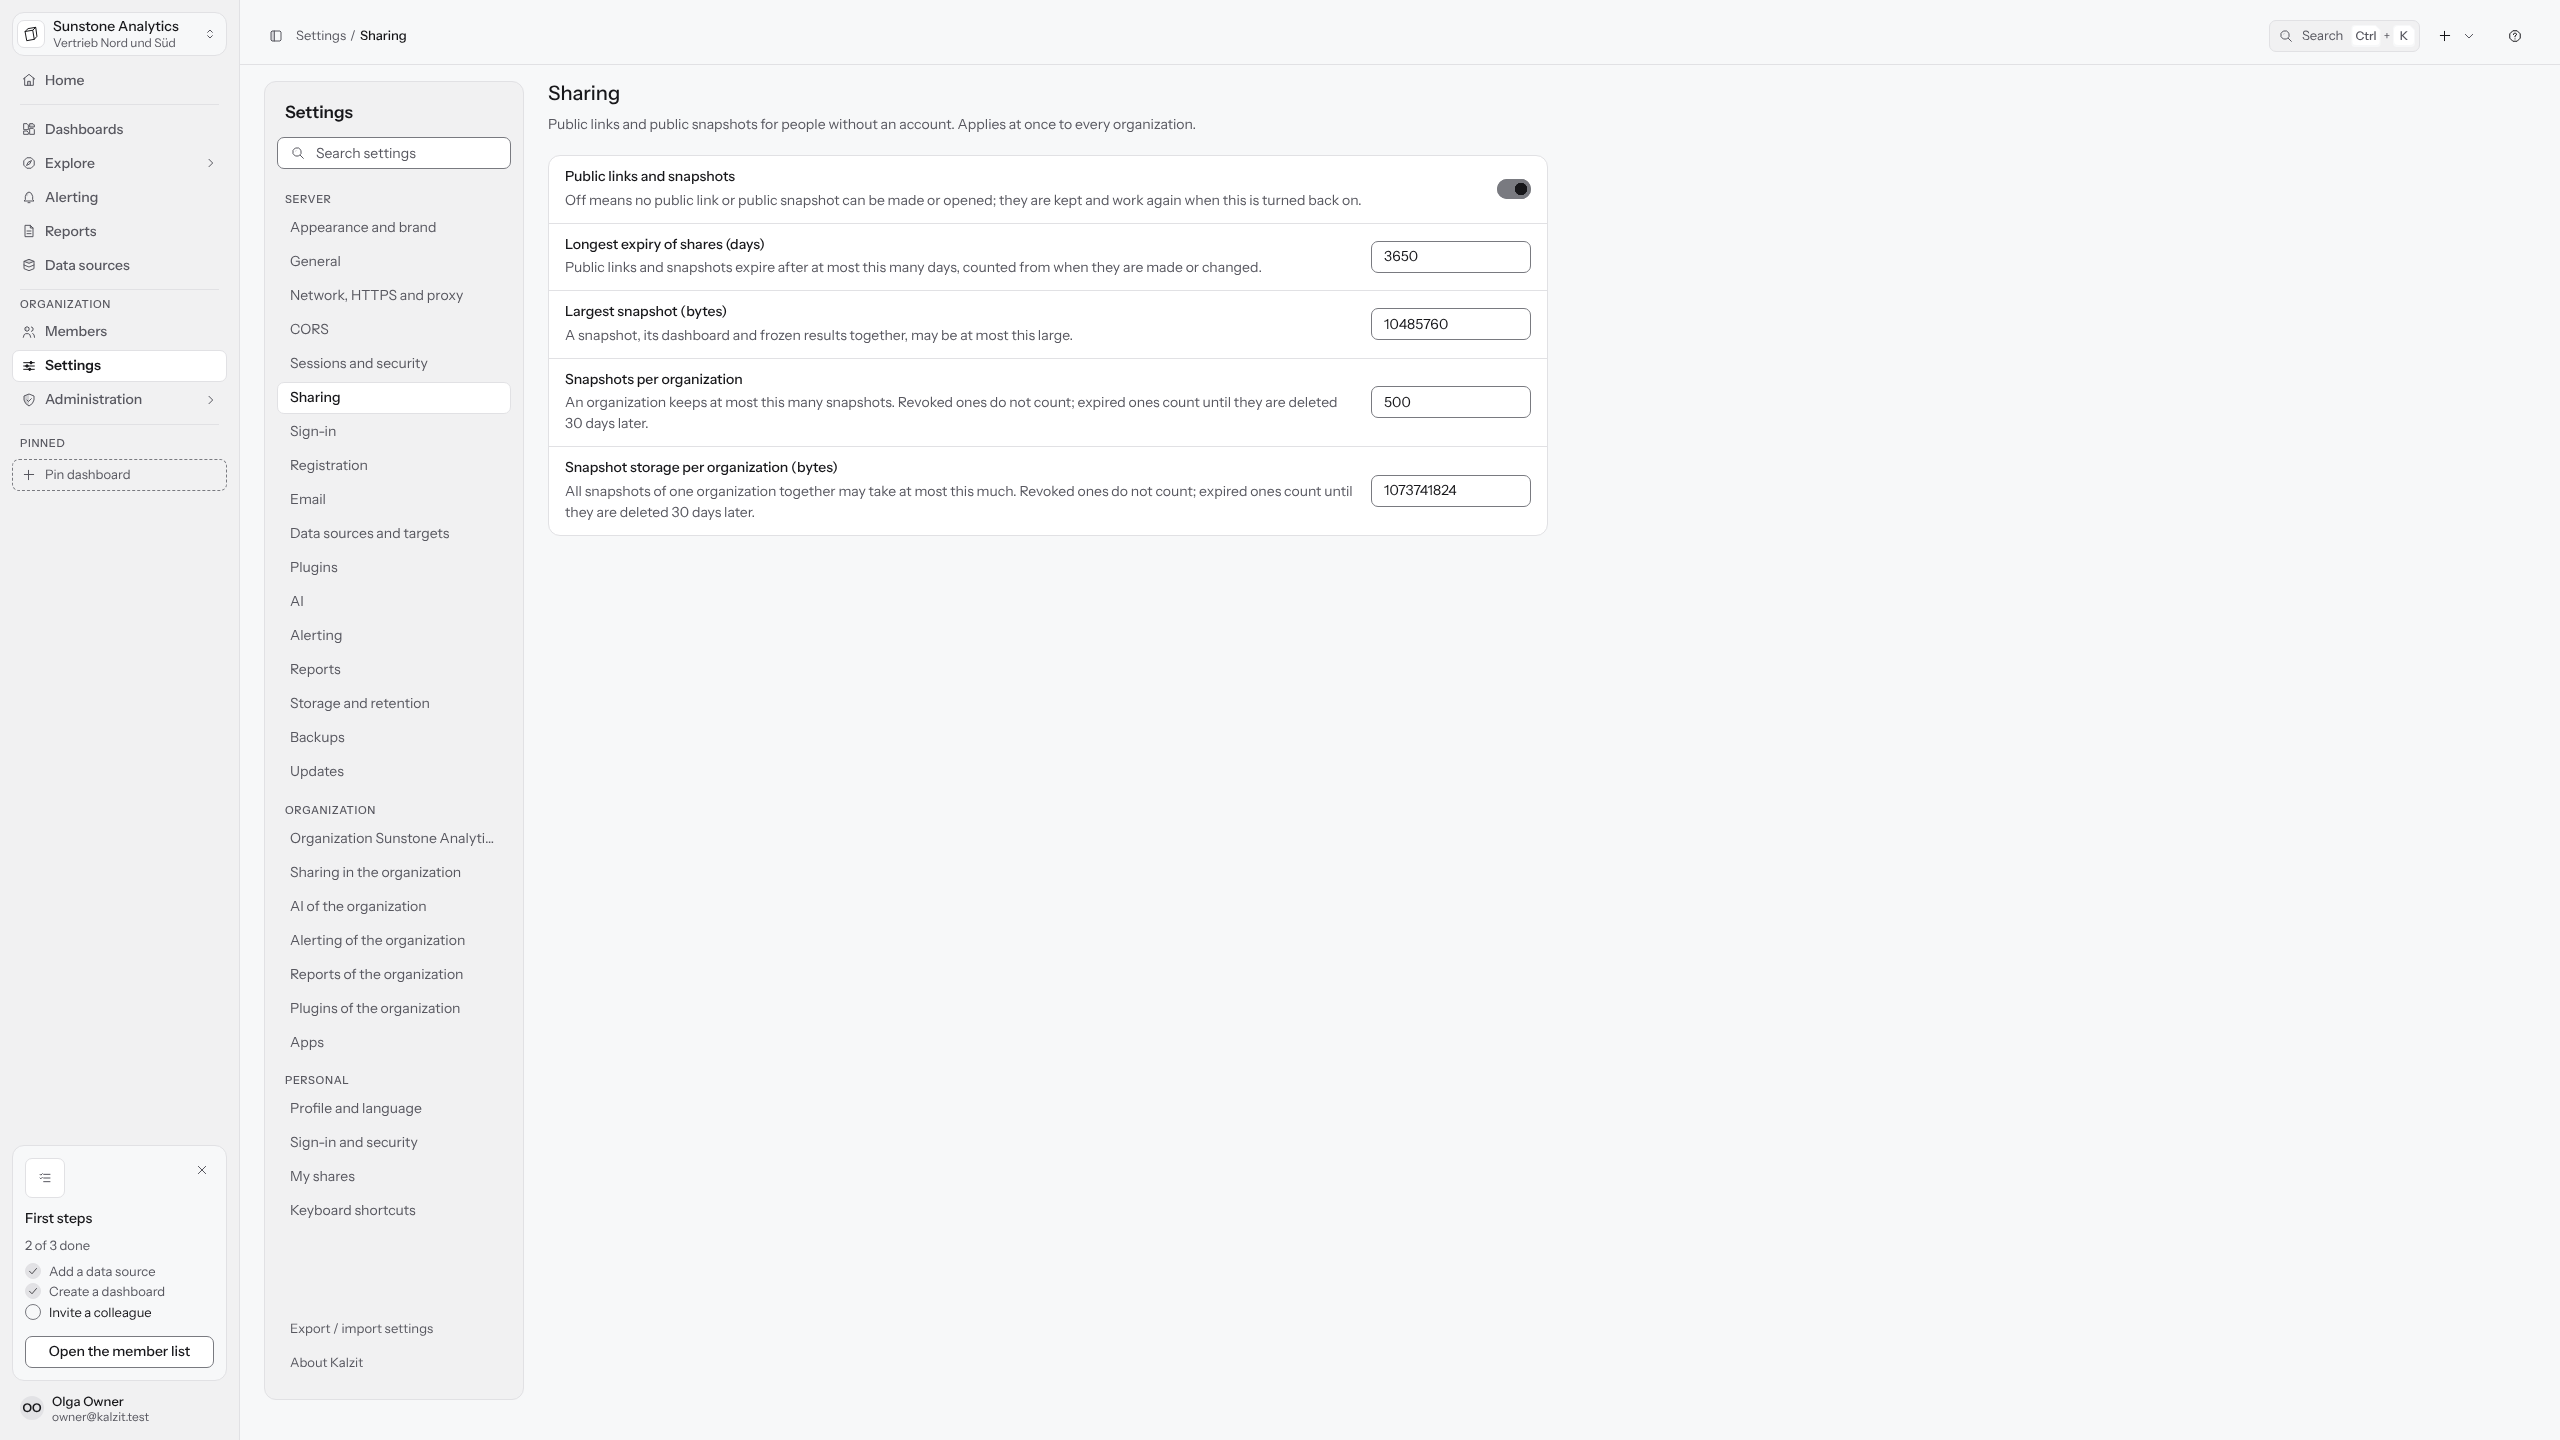 Sunstone Analytics
Vertrieb Nord und Süd
Home
Dashboards
Explore
Alerting
Reports
Data sources
ORGANIZATION
Members
Settings
Administration
PINNED
Pin dashboard
First steps
2 of 3 done
Add a data source
Create a dashboard
Invite a colleague
Open the member list
OO
Olga Owner
owner@kalzit.test
Settings / Sharing
Search Ctrl + K
Settings
Search settings
SERVER
Appearance and brand
General
Network, HTTPS and proxy
CORS
Sessions and security
Sharing
Sign-in
Registration
Email
Data sources and targets
Plugins
AI
Alerting
Reports
Storage and retention
Backups
Updates
ORGANIZATION
Organization Sunstone Analyti...
Sharing in the organization
AI of the organization
Alerting of the organization
Reports of the organization
Plugins of the organization
Apps
PERSONAL
Profile and language
Sign-in and security
My shares
Keyboard shortcuts
Export / import settings
About Kalzit
Sharing
Public links and public snapshots for people without an account. Applies at once to every organization.
Public links and snapshots
Off means no public link or public snapshot can be made or opened; they are kept and work again when this is turned back on.
Longest expiry of shares (days)
Public links and snapshots expire after at most this many days, counted from when they are made or changed.
3650
Largest snapshot (bytes)
A snapshot, its dashboard and frozen results together, may be at most this large.
10485760
Snapshots per organization
An organization keeps at most this many snapshots. Revoked ones do not count; expired ones count until they are deleted
30 days later.
500
Snapshot storage per organization (bytes)
All snapshots of one organization together may take at most this much. Revoked ones do not count; expired ones count until
they are deleted 30 days later.
1073741824